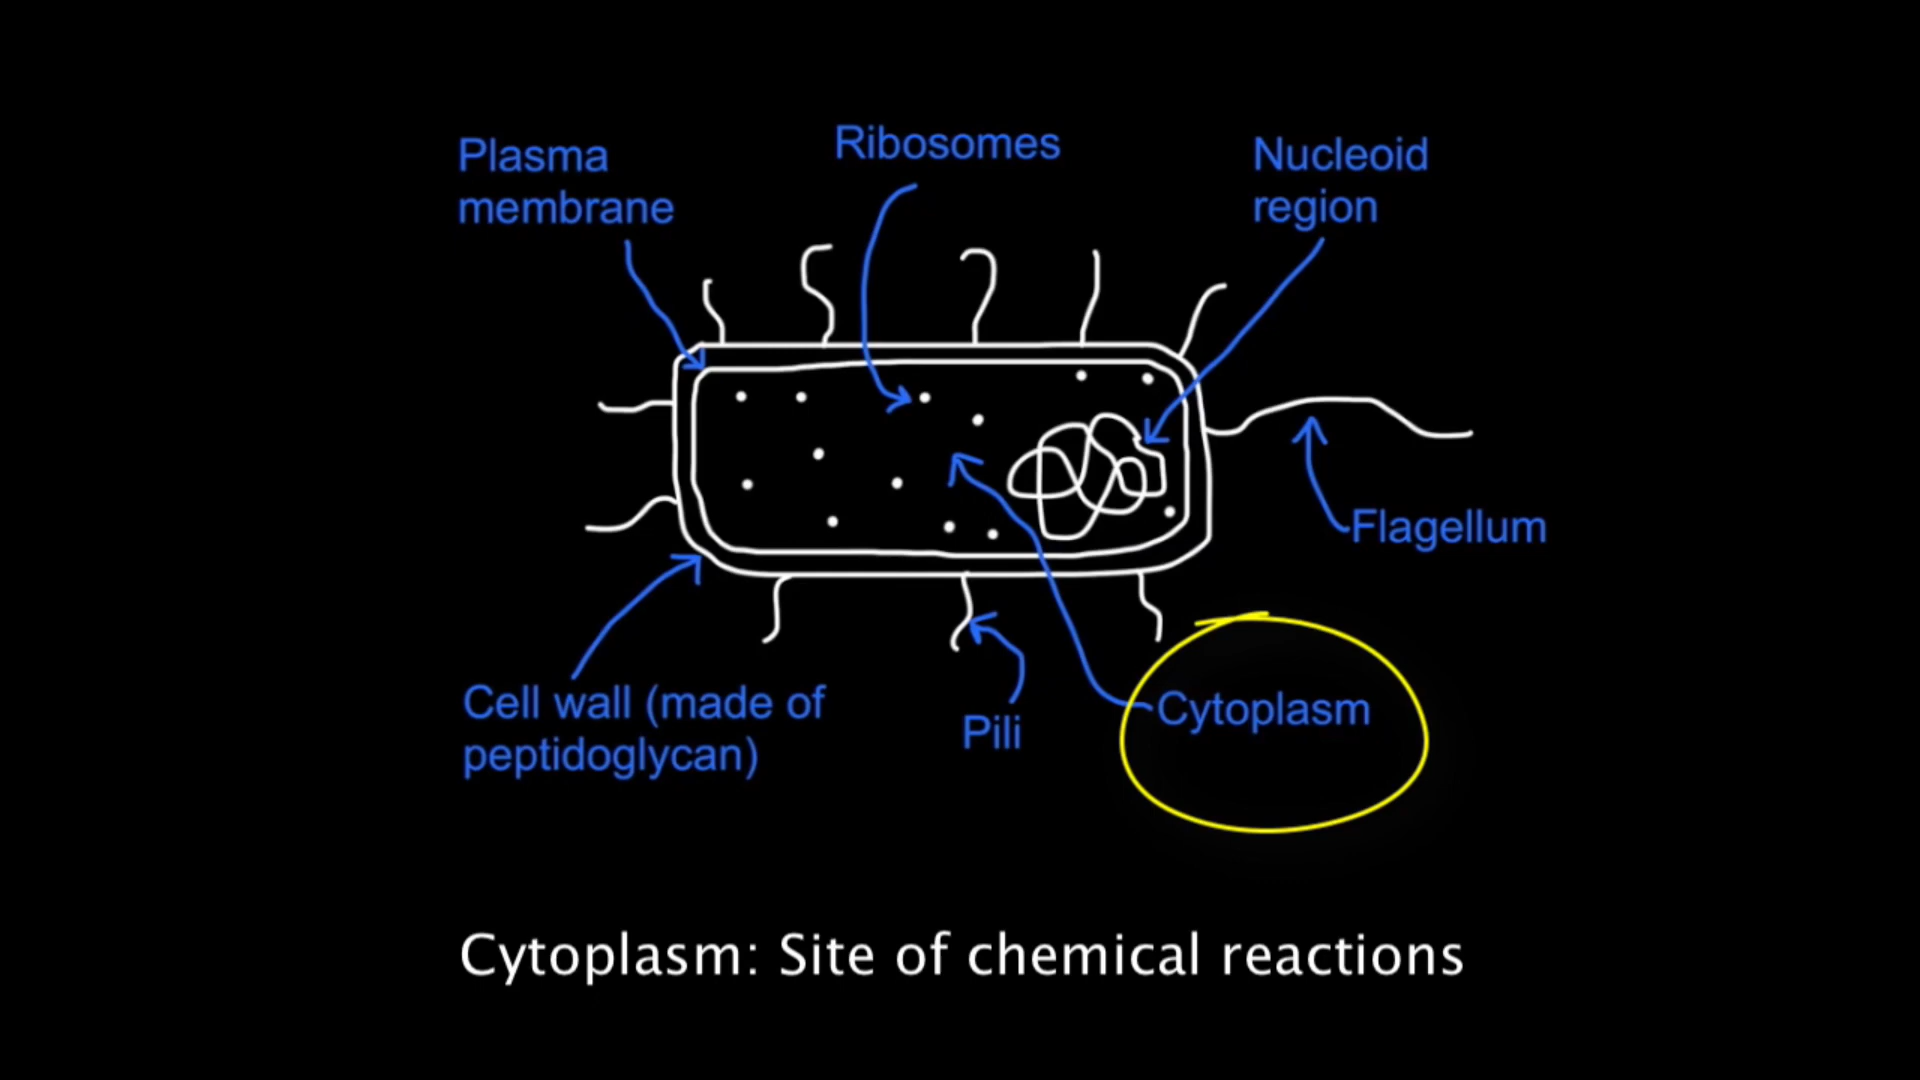 Plasma
membrane
Ribosomes
Nucleoid
region
Flagellum
Cell wall (made of
peptidoglycan)
Pili
Cytoplasm
Cytoplasm: Site of chemical reactions